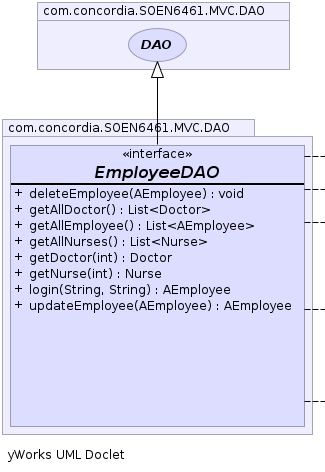 com.concordia.SOEN6461.MVC.DAO
DAO
com.concordia.SOEN6461.MVC.DAO
«interface»
EmployeeDAO
+ deleteEmployee(AEmployee) : void
+ getAllDoctor() : List<Doctor>
+ getAllEmployee() : List<AEmployee>
+ getAllNurses() : List<Nurse>
+ getDoctor(int) : Doctor
+ getNurse(int) : Nurse
+ login(String, String) : AEmployee
+ updateEmployee(AEmployee) : AEmployee
yWorks UML Doclet